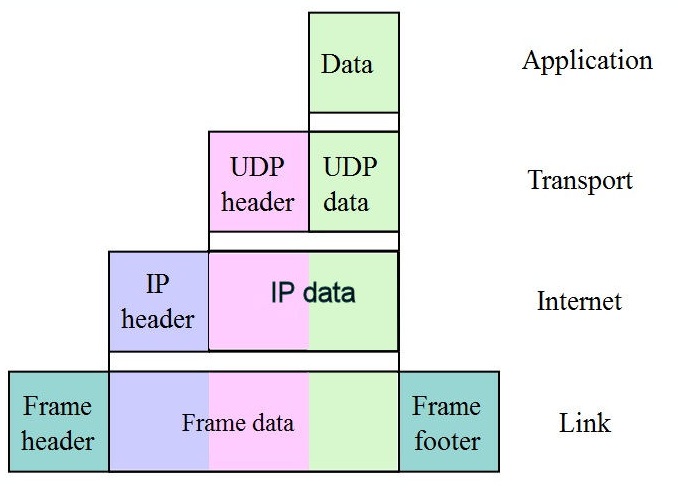 Data
Application
UDP
header
UDP
data
Transport
IP
header
IP data
Internet
Frame
header
Frame data
Frame
footer
Link